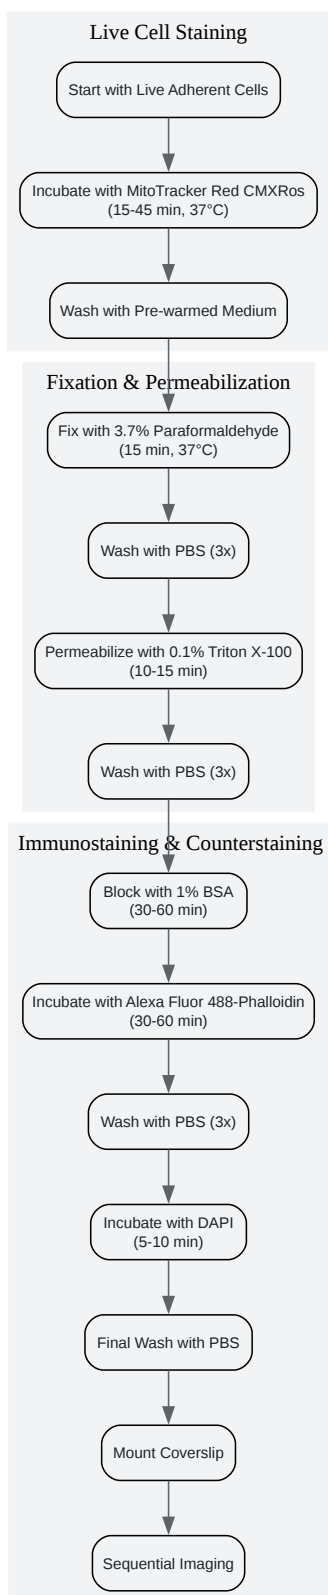 Live Cell Staining
Start with Live Adherent Cells
Incubate with MitoTracker Red CMXRos
(15-45 min, 37°C)
Wash with Pre-warmed Medium
Fixation & Permeabilization
Fix with 3.7% Paraformaldehyde
(15 min, 37°C)
Wash with PBS (3x)
Permeabilize with 0.1% Triton X-100
(10-15 min)
Wash with PBS (3x)
Immunostaining & Counterstaining
Block with 1% BSA
(30-60 min)
Incubate with Alexa Fluor 488-Phalloidin
(30-60 min)
Wash with PBS (3x)
Incubate with DAPI
(5-10 min)
Final Wash with PBS
Mount Coverslip
Sequential Imaging